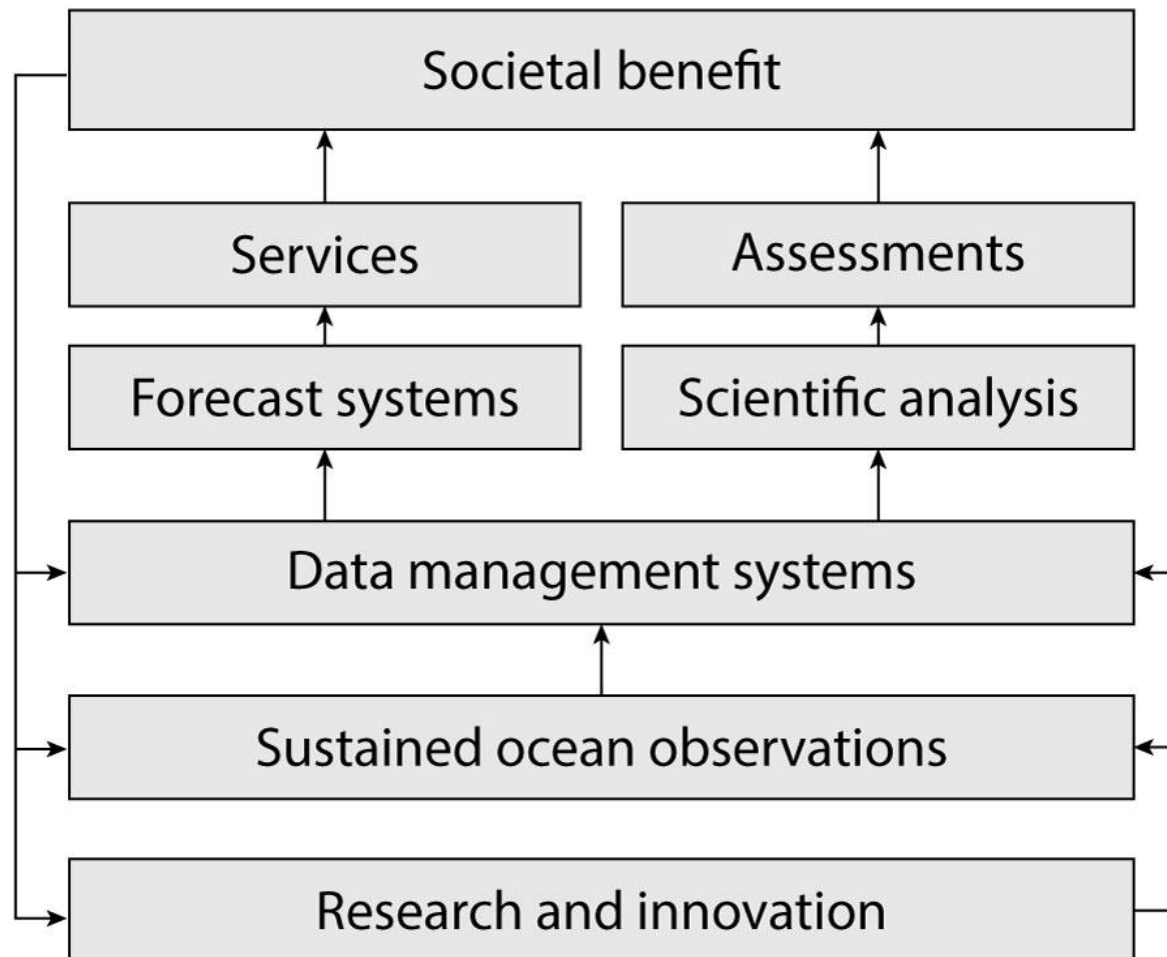 Societal benefit
Services
Assessments
Forecast systems
Scientific analysis
Data management systems
Sustained ocean observations
Research and innovation